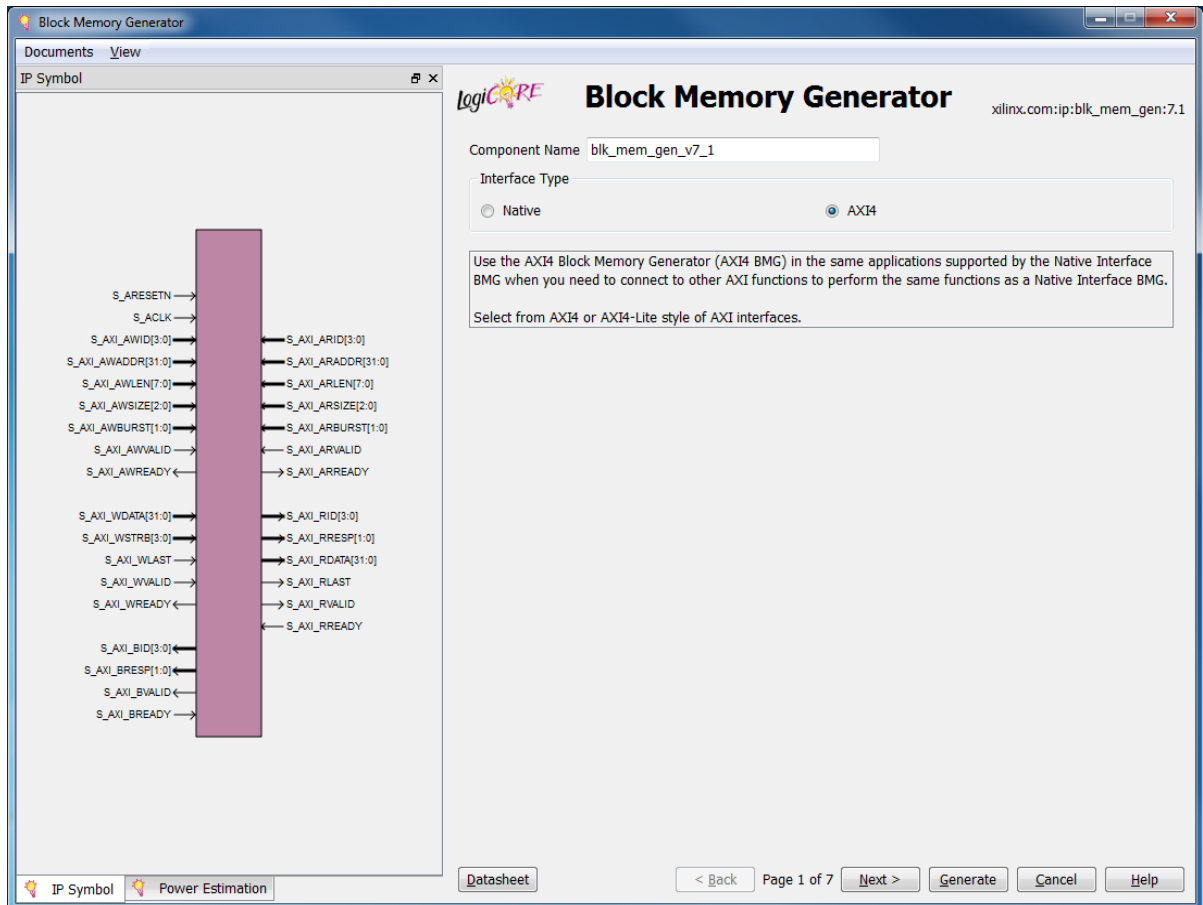 Block Memory Generator
Documents View
IP Symbol
S_ARESETN
S_ACLK
S_AXI_AWID[3:0]
S_AXI_AWADDR[31:0]
S_AXI_AWLEN[7:0]
S_AXI_AWSIZE[2:0]
S_AXI_AWBURST[1:0]
S_AXI_AWVALID
S_AXI_AWREADY
S_AXI_WDATA[31:0]
S_AXI_WSTRB[3:0]
S_AXI_WLAST
S_AXI_WVALID
S_AXI_WREADY
S_AXI_BID[3:0]
S_AXI_BRESP[1:0]
S_AXI_BVALID
S_AXI_BREADY
S_AXI_ARID[3:0]
S_AXI_ARADDR[31:0]
S_AXI_ARLEN[7:0]
S_AXI_ARSIZE[2:0]
S_AXI_ARBURST[1:0]
S_AXI_ARVALID
S_AXI_ARREADY
S_AXI_RID[3:0]
S_AXI_RRESP[1:0]
S_AXI_RDATA[31:0]
S_AXI_RLAST
S_AXI_RVALID
S_AXI_RREADY
IP Symbol Power Estimation
LogiCORE
Block Memory Generator
xilinx.com:ip:blk_mem_gen:7.1
Component Name blk_mem_gen_v7_1
Interface Type
Native AXI4
Use the AXI4 Block Memory Generator (AXI4 BMG) in the same applications supported by the Native Interface
BMG when you need to connect to other AXI functions to perform the same functions as a Native Interface BMG.
Select from AXI4 or AXI4-Lite style of AXI interfaces.
Datasheet < Back Page 1 of 7 Next > Generate Cancel Help